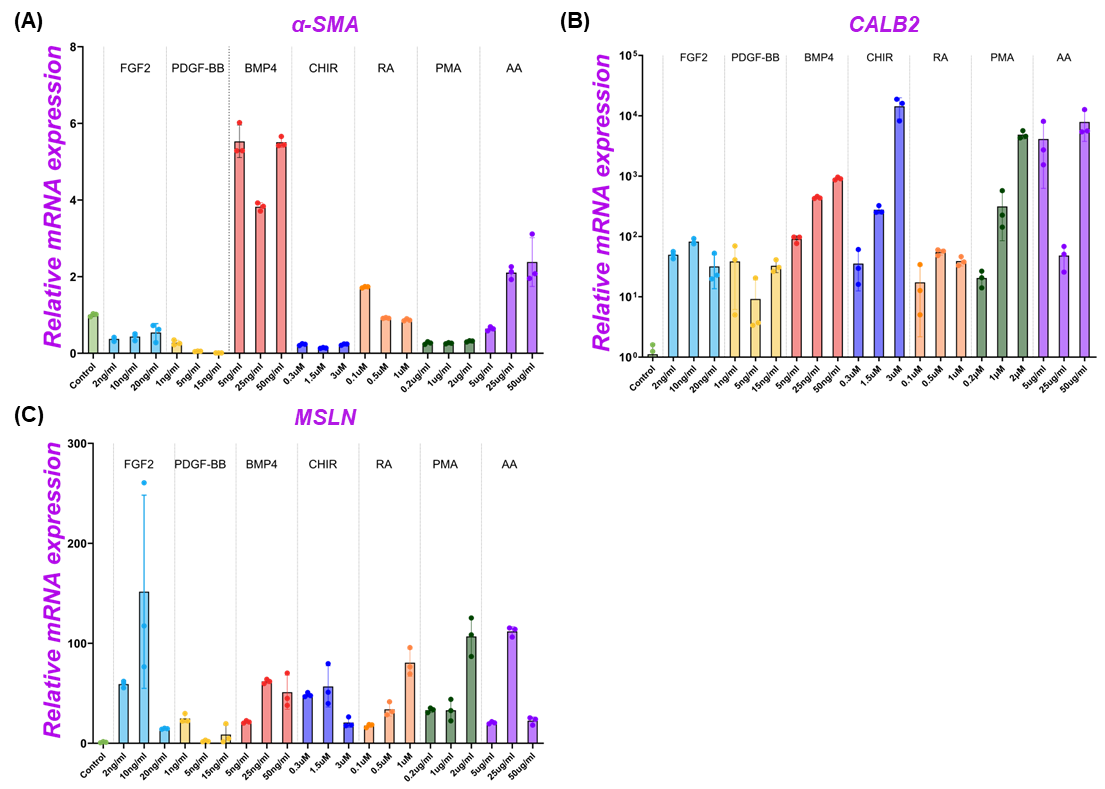 (A)
α-SMA
Relative mRNA expression
8
6
4
2
0
FGF2 PDGF-BB BMP4 CHIR RA PMA AA
Control 2ng/ml 10ng/ml 20ng/ml 1ng/ml 5ng/ml 15ng/ml 5ng/ml 25ng/ml 50ng/ml 0.3uM 1.5uM 3uM 0.1uM 0.5uM 1uM 0.2ug/ml 1ug/ml 2ug/ml 5ug/ml 25ug/ml 50ug/ml
(B)
CALB2
Relative mRNA expression
10⁵
10⁴
10³
10²
10¹
10⁰
FGF2 PDGF-BB BMP4 CHIR RA PMA AA
Control 2ng/ml 10ng/ml 20ng/ml 1ng/ml 5ng/ml 15ng/ml 5ng/ml 25ng/ml 50ng/ml 0.3uM 1.5uM 3uM 0.1uM 0.5uM 1uM 0.2μM 1μM 2μM 5ug/ml 25ug/ml 50ug/ml
(C)
MSLN
Relative mRNA expression
300
200
100
0
FGF2 PDGF-BB BMP4 CHIR RA PMA AA
Control 2ng/ml 10ng/ml 20ng/ml 1ng/ml 5ng/ml 15ng/ml 5ng/ml 25ng/ml 50ng/ml 0.3uM 1.5uM 3uM 0.1uM 0.5uM 1uM 0.2ug/ml 1ug/ml 2ug/ml 5ug/ml 25ug/ml 50ug/ml